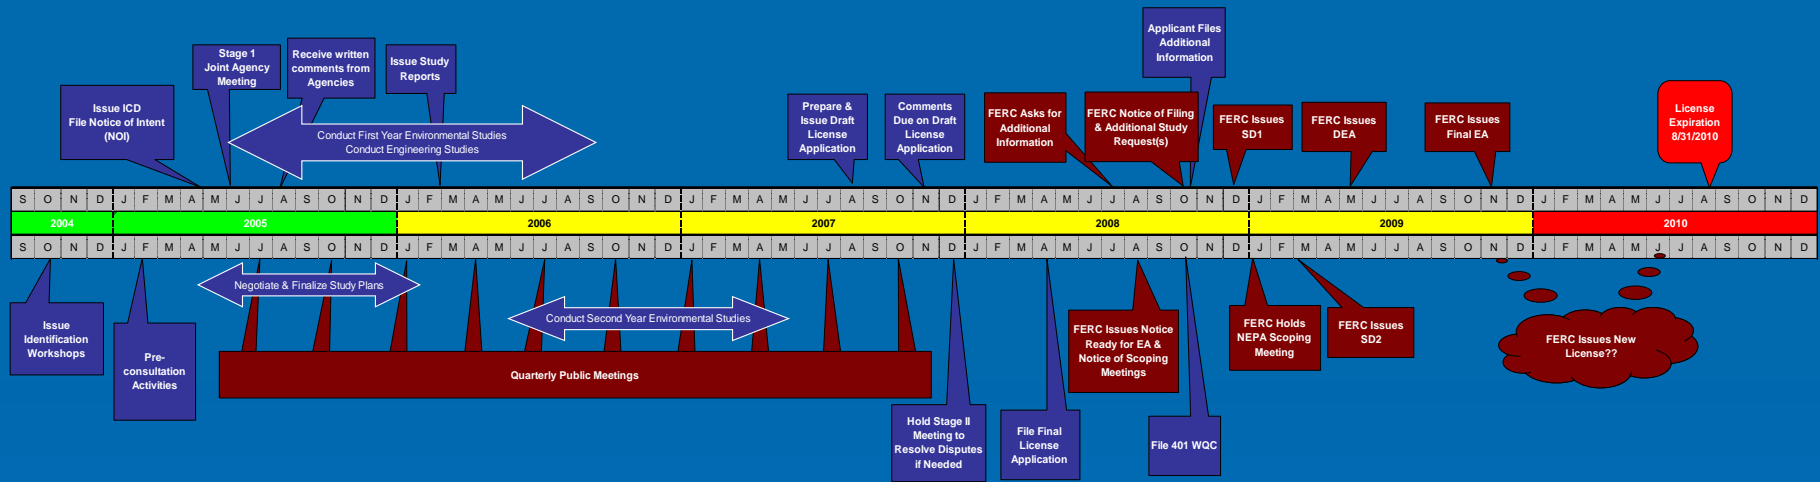 Applicant Files
Additional
Information
Stage 1
Joint Agency
Meeting
Receive written
comments from
Agencies
Issue Study
Reports
Issue ICD
File Notice of Intent
(NOI)
Conduct First Year Environmental Studies
Conduct Engineering Studies
Prepare &
Issue Draft
License
Application
Comments
Due on Draft
License
Application
FERC Asks for
Additional
Information
FERC Notice of Filing
& Additional Study
Request(s)
FERC Issues
SD1
FERC Issues
DEA
FERC Issues
Final EA
License
Expiration
8/31/2010
S O N D J F M A M J J A S O N D J F M A M J J A S O N D J F M A M J J A S O N D J F M A M J J A S O N D J F M A M J J A S O N D J F M A M J J A S O N D
2004 2005 2006 2007 2008 2009 2010
S O N D J F M A M J J A S O N D J F M A M J J A S O N D J F M A M J J A S O N D J F M A M J J A S O N D J F M A M J J A S O N D J F M A M J J A S O N D
Negotiate & Finalize Study Plans
Conduct Second Year Environmental Studies
Issue
Identification
Workshops
Pre-
consultation
Activities
Quarterly Public Meetings
Hold Stage II
Meeting to
Resolve Disputes
if Needed
File Final
License
Application
FERC Issues Notice
Ready for EA &
Notice of Scoping
Meetings
File 401 WQC
FERC Holds
NEPA Scoping
Meeting
FERC Issues
SD2
FERC Issues New
License??